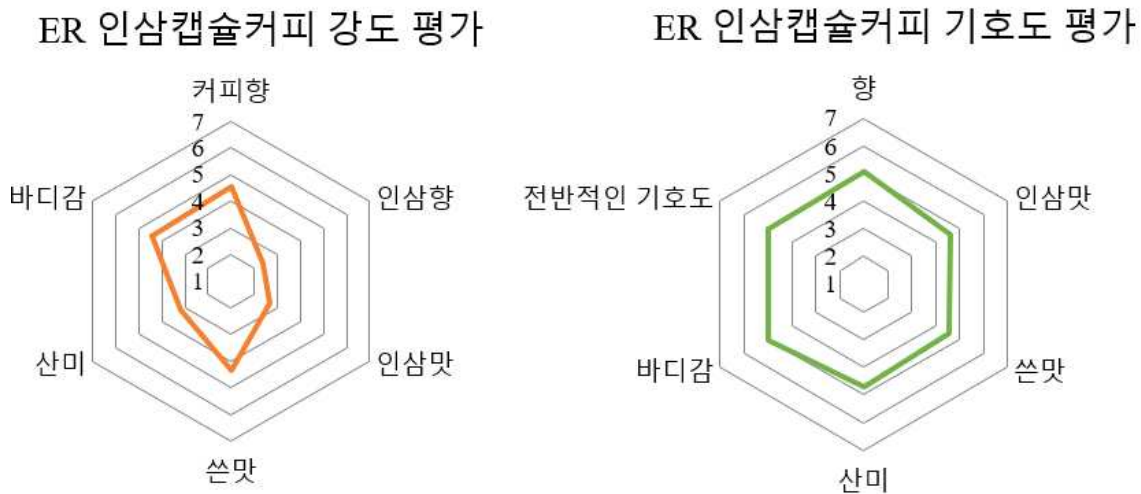 ER 인삼캡슐커피 강도 평가
커피향
7
6
5
4
3
2
1
바디감
인삼향
산미
인삼맛
쓴맛
ER 인삼캡슐커피 기호도 평가
향
7
6
5
4
3
2
1
전반적인 기호도
인삼맛
바디감
쓴맛
산미